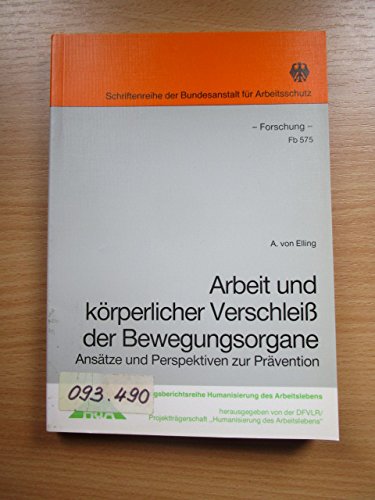 Schriftenreihe der Bundesanstalt für Arbeitsschutz
– Forschung –
Fb 575
A. von Elling
Arbeit und
körperlicher Verschleiß
der Bewegungsorgane
Ansätze und Perspektiven zur Prävention
093.490
Humanisierung des Arbeitslebens
herausgegeben von der DFVLR/
Projektträgerschaft „Humanisierung des Arbeitslebens"